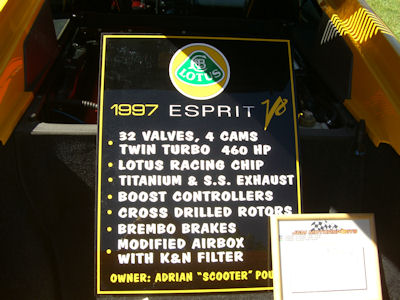 LOTUS
1997 ESPRIT V8
• 32 VALVES, 4 CAMS
TWIN TURBO 460 HP
• LOTUS RACING CHIP
• TITANIUM & S.S. EXHAUST
• BOOST CONTROLLERS
• CROSS DRILLED ROTORS
• BREMBO BRAKES
• MODIFIED AIRBOX
WITH K&N FILTER
OWNER: ADRIAN "SCOOTER"